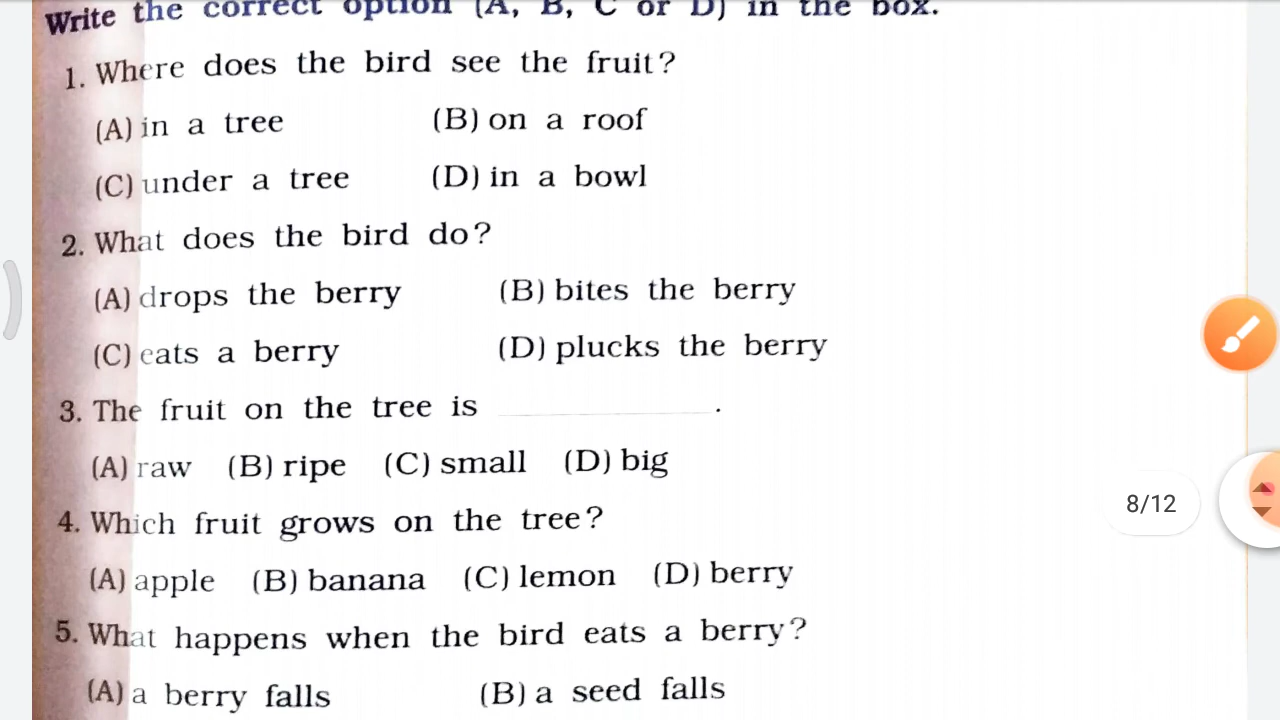 Write the correct option (A, B, C or D) in the box.
1. Where does the bird see the fruit?
(A) in a tree (B) on a roof
(C) under a tree (D) in a bowl
2. What does the bird do?
(A) drops the berry (B) bites the berry
(C) eats a berry (D) plucks the berry
3. The fruit on the tree is ____________.
(A) raw (B) ripe (C) small (D) big
8/12
4. Which fruit grows on the tree?
(A) apple (B) banana (C) lemon (D) berry
5. What happens when the bird eats a berry?
(A) a berry falls (B) a seed falls